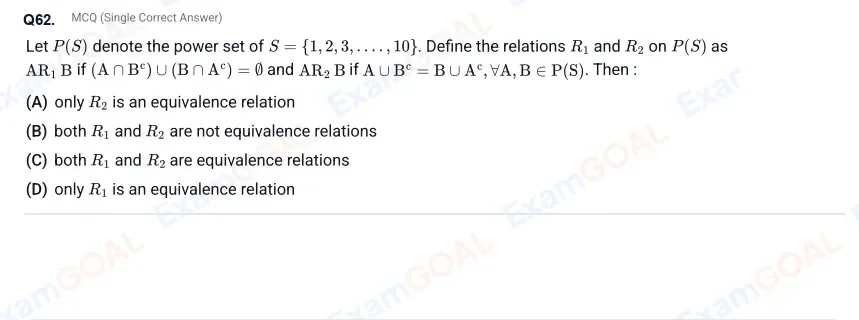 Q62. MCQ (Single Correct Answer)
Let P(S) denote the power set of S = {1, 2, 3, . . . ., 10}. Define the relations R₁ and R₂ on P(S) as
AR₁ B if (A ∩ Bᶜ) ∪ (B ∩ Aᶜ) = ∅ and AR₂ B if A ∪ Bᶜ = B ∪ Aᶜ, ∀A, B ∈ P(S). Then :
(A) only R₂ is an equivalence relation
(B) both R₁ and R₂ are not equivalence relations
(C) both R₁ and R₂ are equivalence relations
(D) only R₁ is an equivalence relation
ExamGOAL